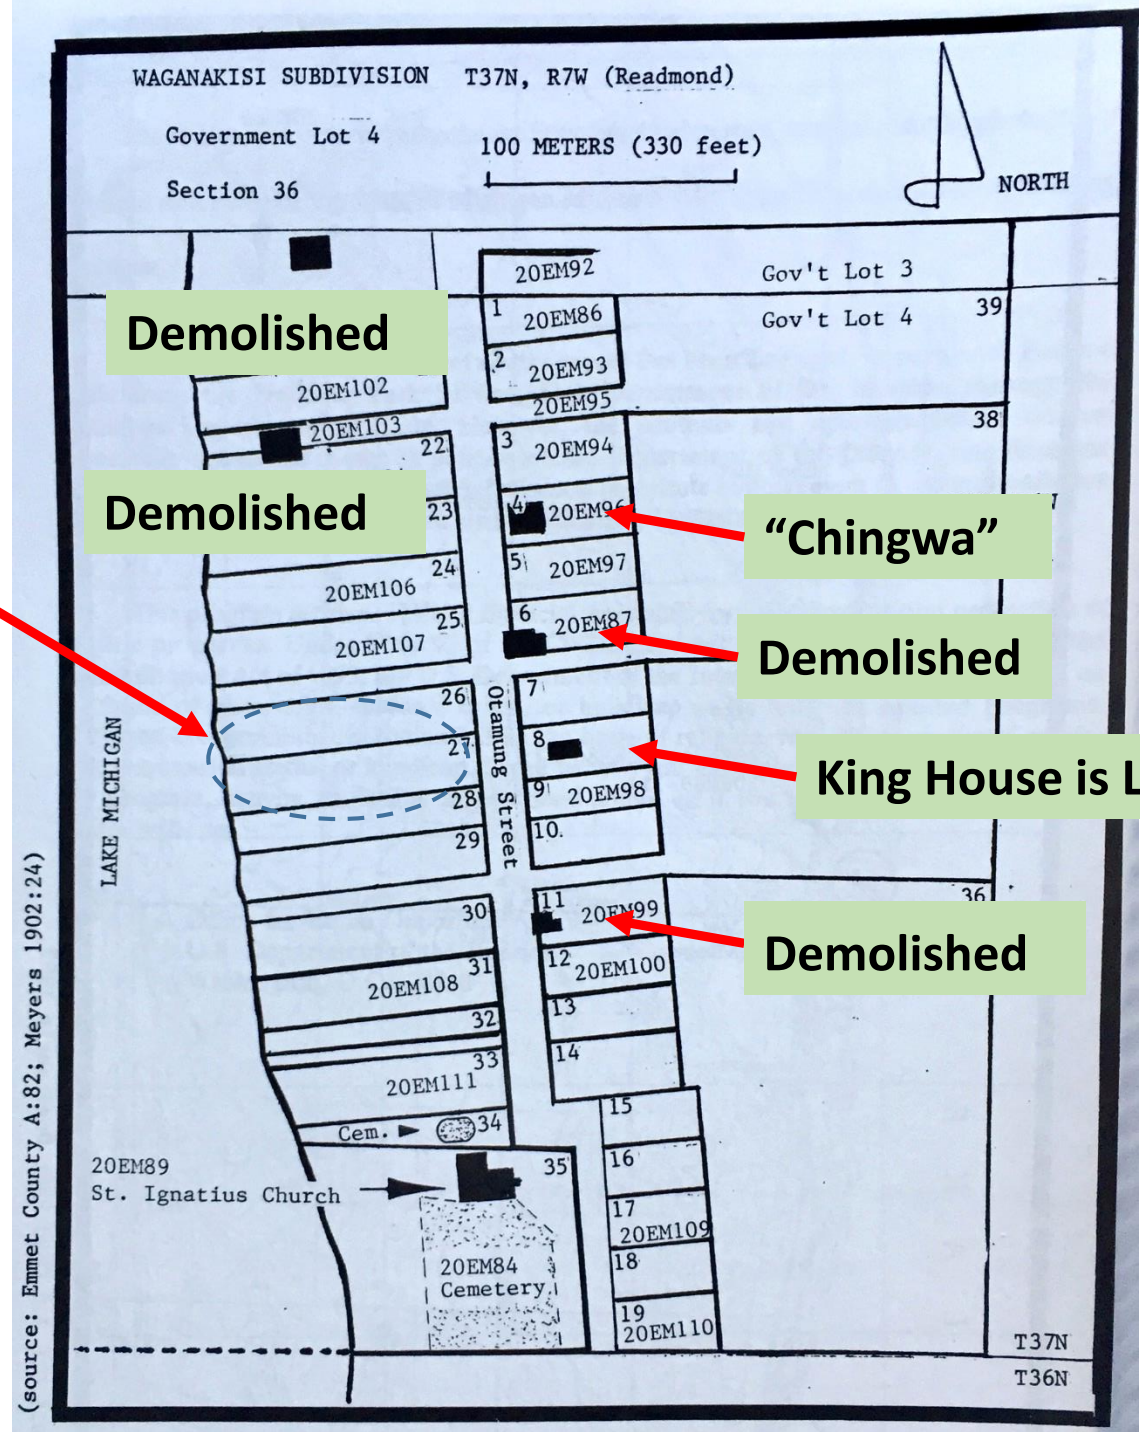 WAGANAKISI SUBDIVISION T37N, R7W (Readmond)
Government Lot 4 100 METERS (330 feet)
Section 36
NORTH
20EM92 Gov't Lot 3
1 20EM86 Gov't Lot 4 39
Demolished
2 20EM93
20EM102
20EM95
20EM103
22 3 20EM94 38
Demolished
23 4 20EM96
"Chingwa"
24 5 20EM97
20EM106
25 6 20EM87
20EM107
Demolished
26 7
27 8
King House is L
28 9 20EM98
29 10.
Otamung Street
LAKE MICHIGAN
30 11 20EM99 36
Demolished
31 12 20EM100
20EM108
32 13
33 14
20EM111
Cem. 34 15
20EM89 35 16
St. Ignatius Church
17
20EM109
20EM84
Cemetery
18
19
20EM110
T37N
T36N
(source: Emmet County A:82; Meyers 1902:24)